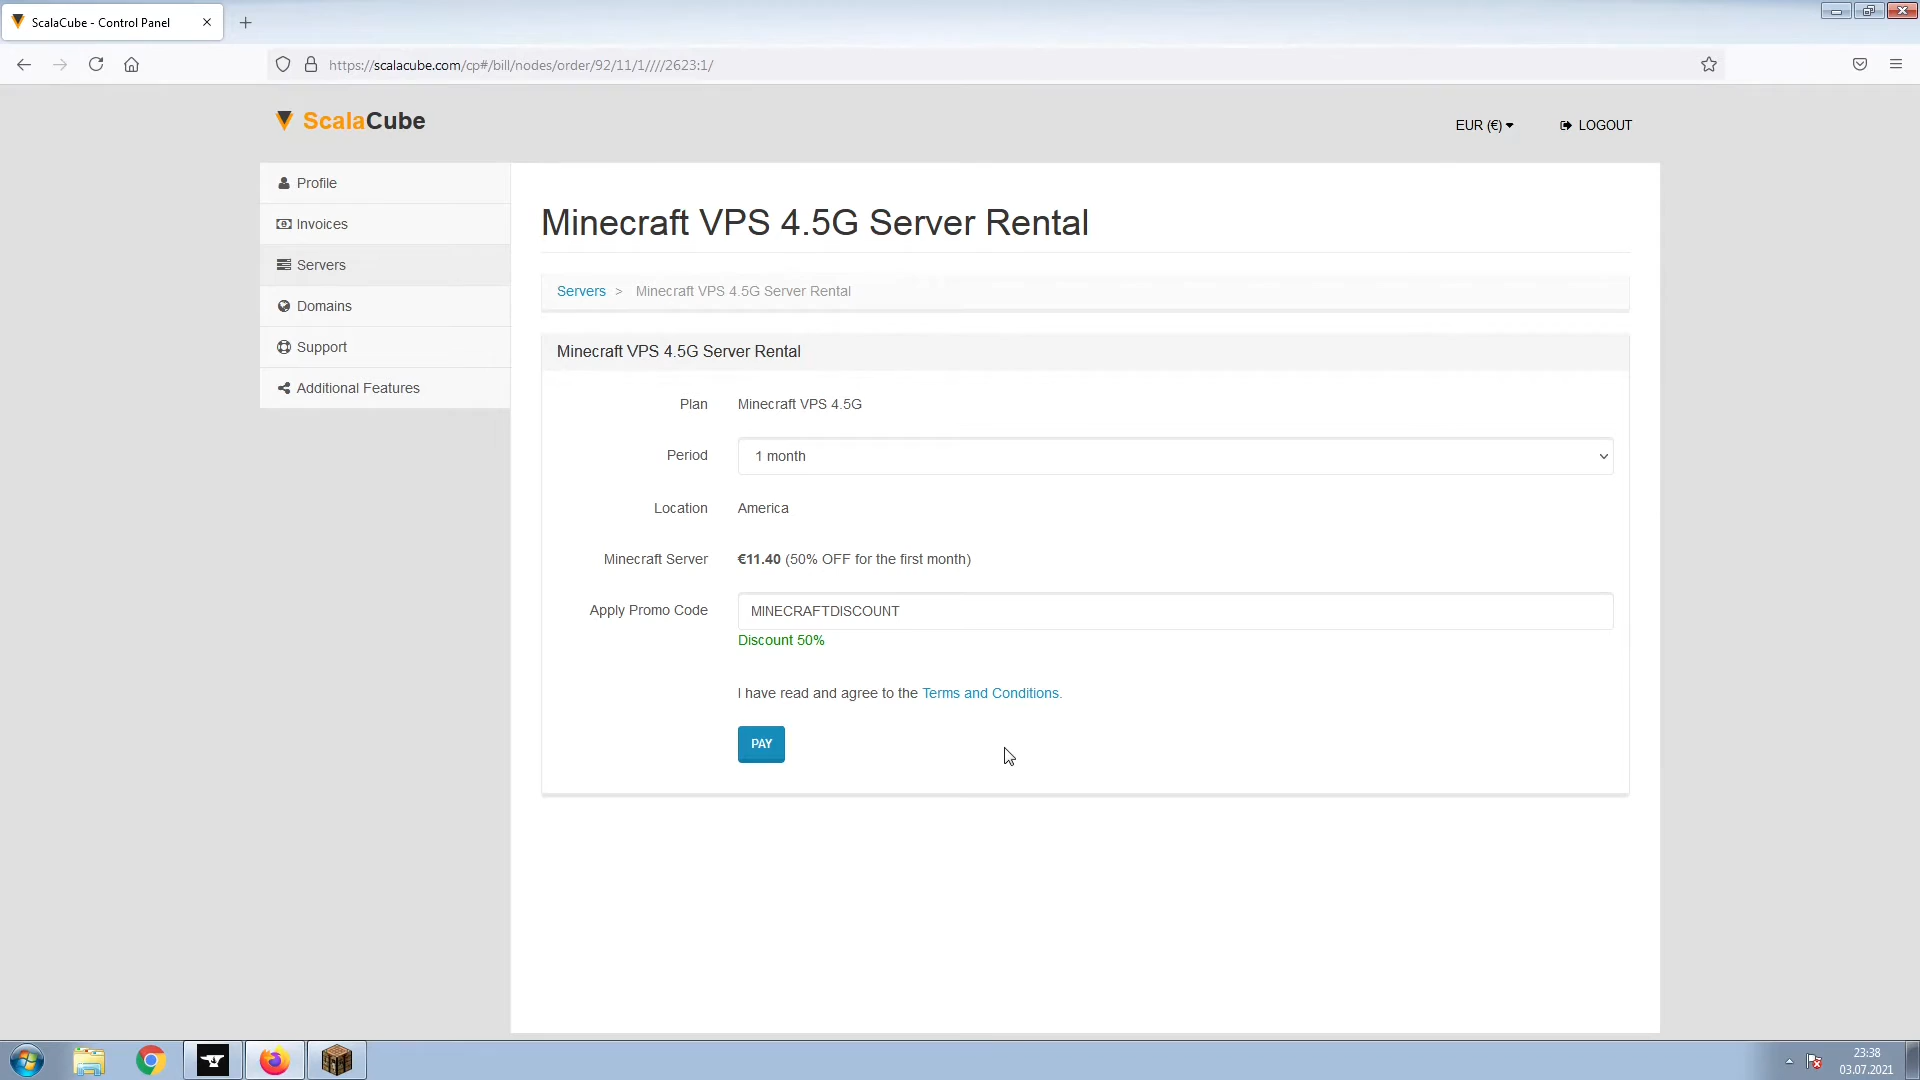 ScalaCube - Control Panel
https://scalacube.com/cp#/bill/nodes/order/92/11/1////2623:1/
ScalaCube
EUR (€)
LOGOUT
Profile
Invoices
Servers
Domains
Support
Additional Features
Minecraft VPS 4.5G Server Rental
Servers > Minecraft VPS 4.5G Server Rental
Minecraft VPS 4.5G Server Rental
Plan Minecraft VPS 4.5G
Period 1 month
Location America
Minecraft Server €11.40 (50% OFF for the first month)
Apply Promo Code MINECRAFTDISCOUNT
Discount 50%
I have read and agree to the Terms and Conditions.
PAY
23:38
03.07.2021